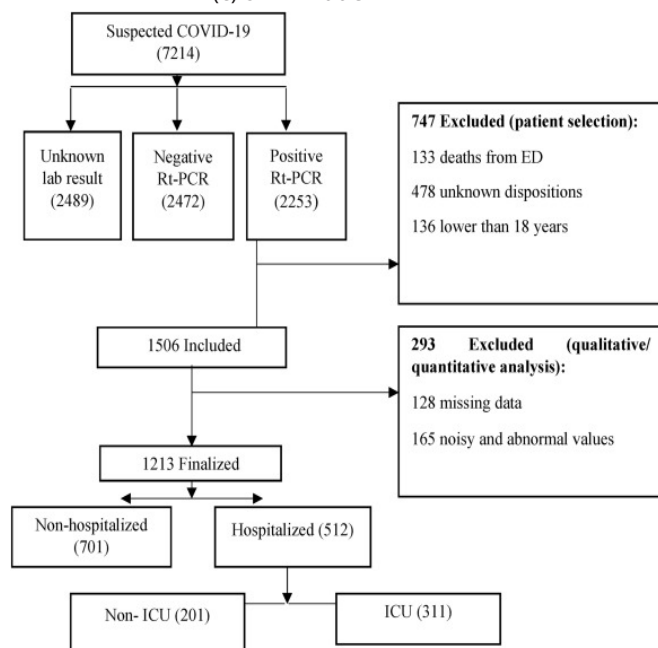 Suspected COVID-19
(7214)
Unknown
lab result
(2489)
Negative
Rt-PCR
(2472)
Positive
Rt-PCR
(2253)
747 Excluded (patient selection):
133 deaths from ED
478 unknown dispositions
136 lower than 18 years
1506 Included
293 Excluded (qualitative/
quantitative analysis):
128 missing data
165 noisy and abnormal values
1213 Finalized
Non-hospitalized
(701)
Hospitalized (512)
Non- ICU (201)
ICU (311)